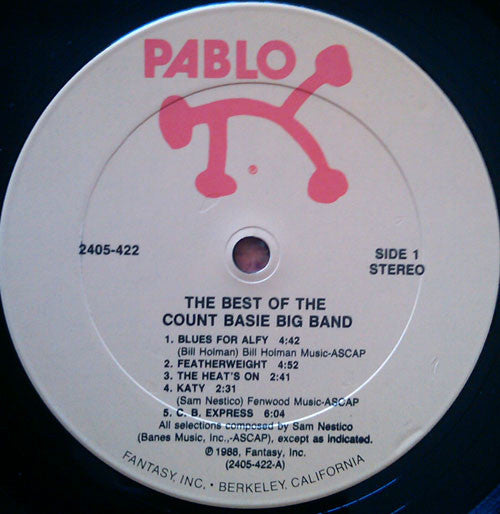 PABLO
®
2405-422
SIDE 1
STEREO
THE BEST OF THE
COUNT BASIE BIG BAND
1. BLUES FOR ALFY 4:42
(Bill Holman) Bill Holman Music-ASCAP
2. FEATHERWEIGHT 4:52
3. THE HEAT'S ON 2:41
4. KATY 2:31
(Sam Nestico) Fenwood Music-ASCAP
5. C. B. EXPRESS 6:04
All selections composed by Sam Nestico
(Banes Music, Inc.,-ASCAP), except as indicated.
℗ 1988, Fantasy, Inc.
(2405-422-A)
FANTASY, INC. • BERKELEY, CALIFORNIA